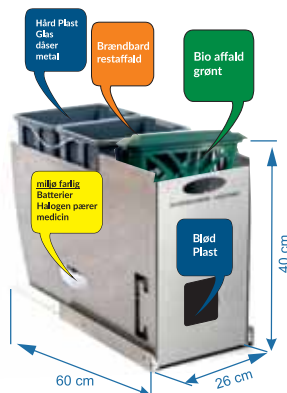 Hård Plast
Glas
dåser
metal
Brændbard
restaffald
Bio affald
grønt
miljø farlig
Batterier
Halogen pærer
medicin
Blød
Plast
40 cm
60 cm
26 cm